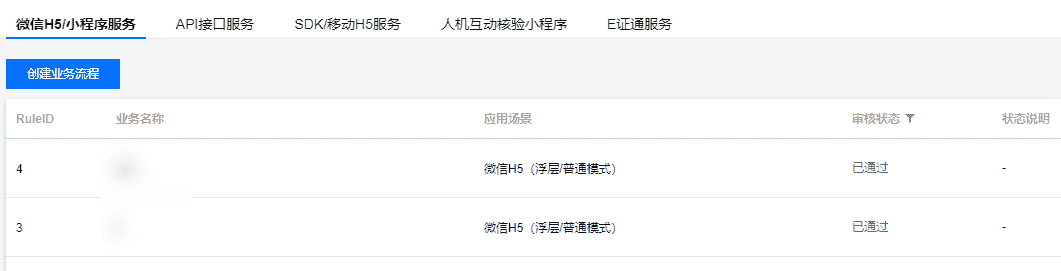 微信H5/小程序服务 API接口服务 SDK/移动H5服务 人机互动核验小程序 E证通服务
创建业务流程
RuleID 业务名称 应用场景 审核状态 状态说明
4 微信H5（浮层/普通模式） 已通过 -
3 微信H5（浮层/普通模式） 已通过 -